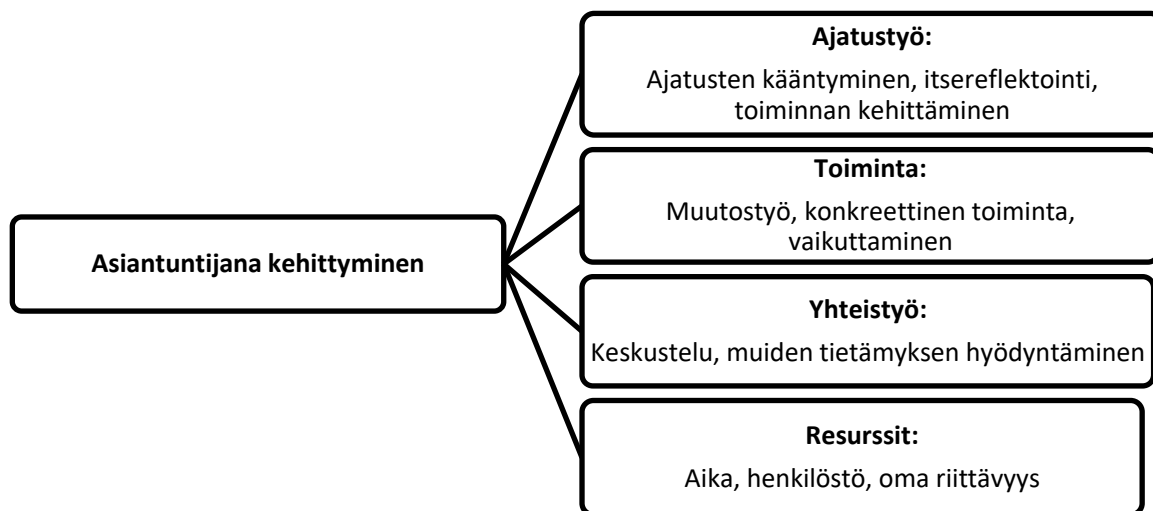 Asiantuntijana kehittyminen
Ajatustyö:
Ajatusten kääntyminen, itsereflektointi,
toiminnan kehittäminen
Toiminta:
Muutostyö, konkreettinen toiminta,
vaikuttaminen
Yhteistyö:
Keskustelu, muiden tietämyksen hyödyntäminen
Resurssit:
Aika, henkilöstö, oma riittävyys